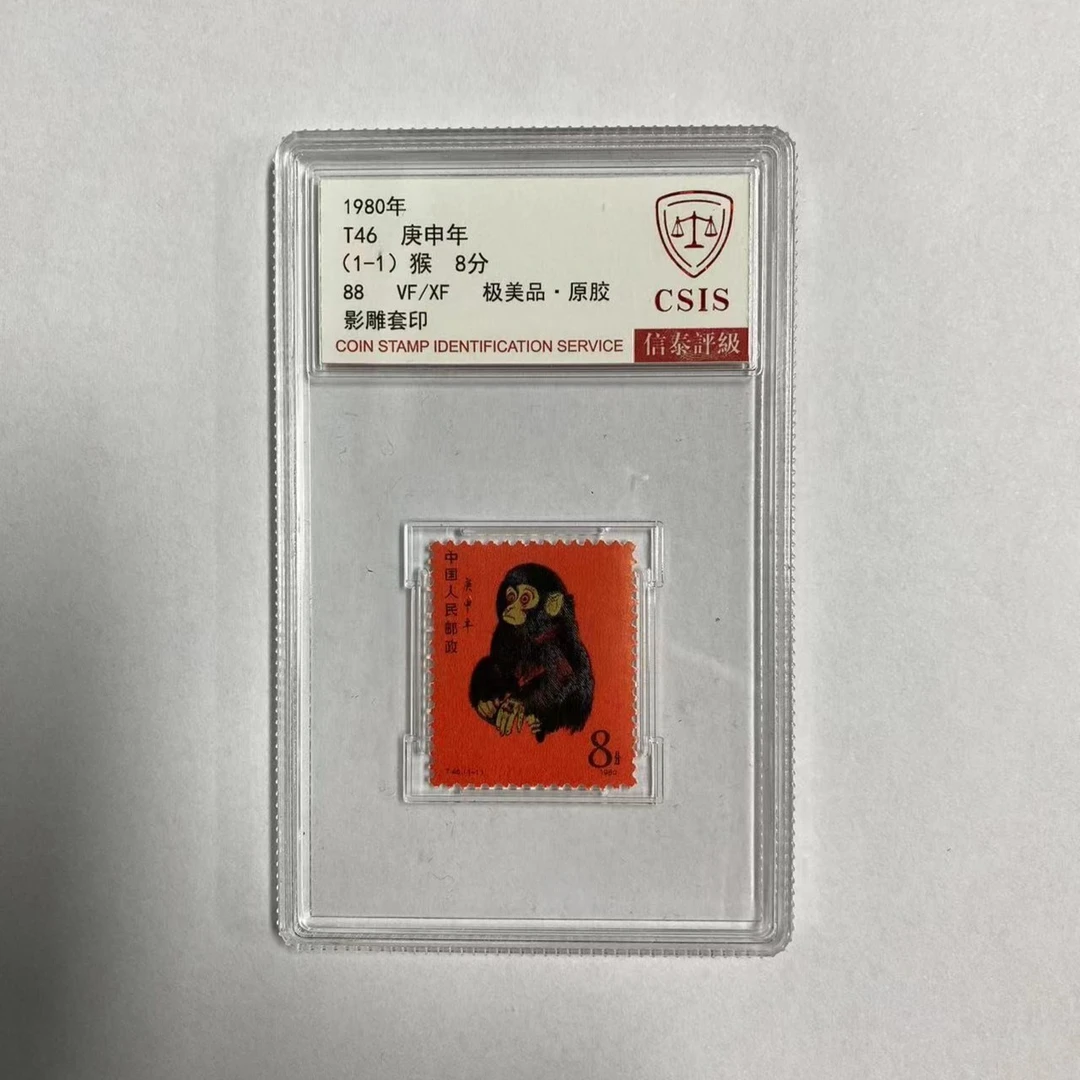 1980年
T46 庚申年
(1-1) 猴 8分
88 VF/XF 极美品·原胶
影雕套印
COIN STAMP IDENTIFICATION SERVICE
CSIS
信泰評級
中国人民邮政
庚申年
8分
T46.(1-1)
1980